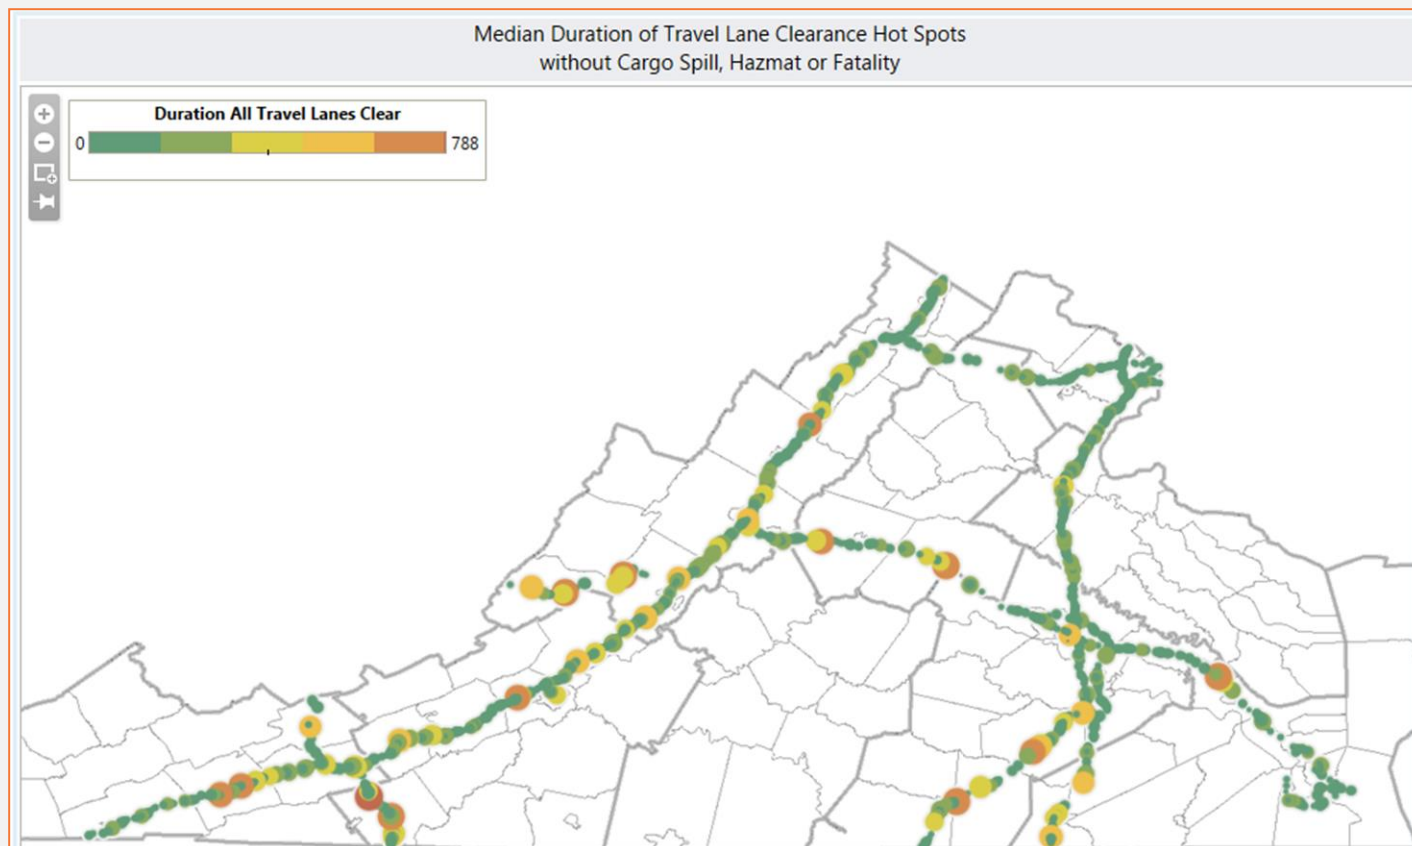 Median Duration of Travel Lane Clearance Hot Spots
without Cargo Spill, Hazmat or Fatality
Duration All Travel Lanes Clear
0 788